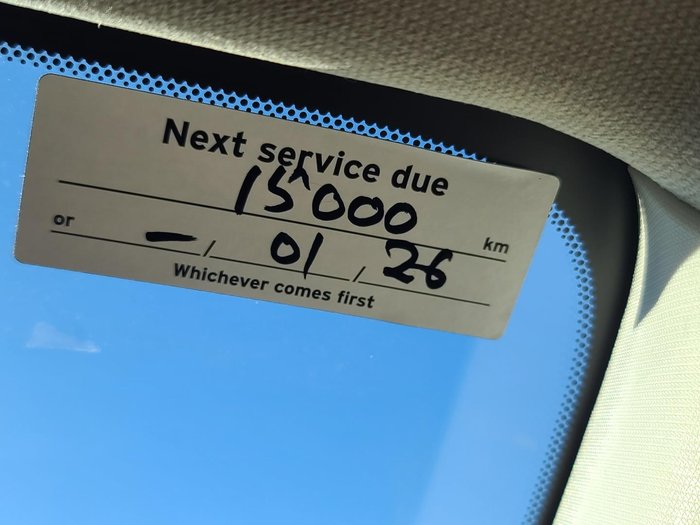 Next service due
15000 km
or - / 01 / 26
Whichever comes first